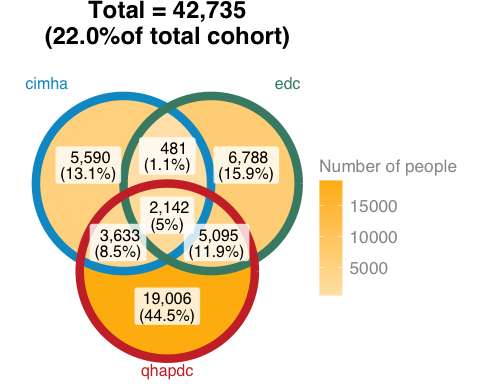 Total = 42,735
(22.0%of total cohort)
cimha
edc
5,590
(13.1%)
481
(1.1%)
6,788
(15.9%)
2,142
(5%)
3,633
(8.5%)
5,095
(11.9%)
19,006
(44.5%)
qhapdc
Number of people
15000
10000
5000